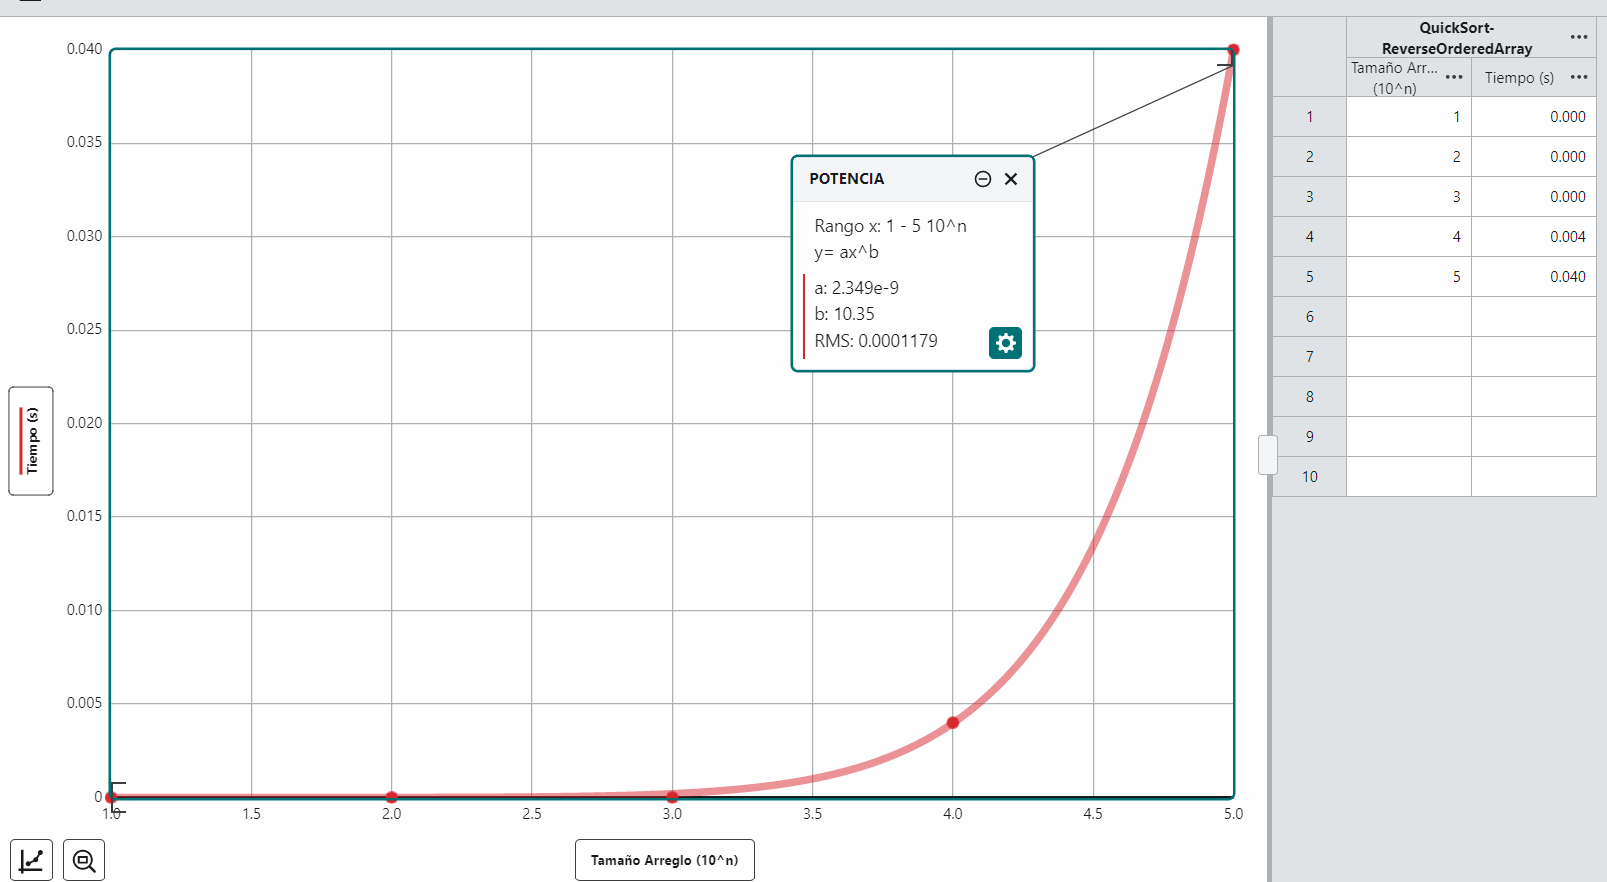 0.040
0.035
0.030
0.025
0.020
0.015
0.010
0.005
0
1.0
1.5
2.0
2.5
3.0
3.5
4.0
4.5
5.0
Tiempo (s)
Tamaño Arreglo (10^n)
POTENCIA
Rango x: 1 - 5 10^n
y= ax^b
a: 2.349e-9
b: 10.35
RMS: 0.0001179
QuickSort-
ReverseOrderedArray
Tamaño Arr...
(10^n)
Tiempo (s)
1 1 0.000
2 2 0.000
3 3 0.000
4 4 0.004
5 5 0.040
6
7
8
9
10